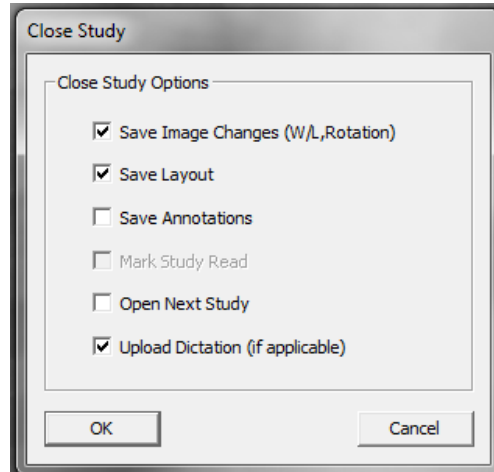 Close Study
Close Study Options
Save Image Changes (W/L,Rotation)
Save Layout
Save Annotations
Mark Study Read
Open Next Study
Upload Dictation (if applicable)
OK Cancel